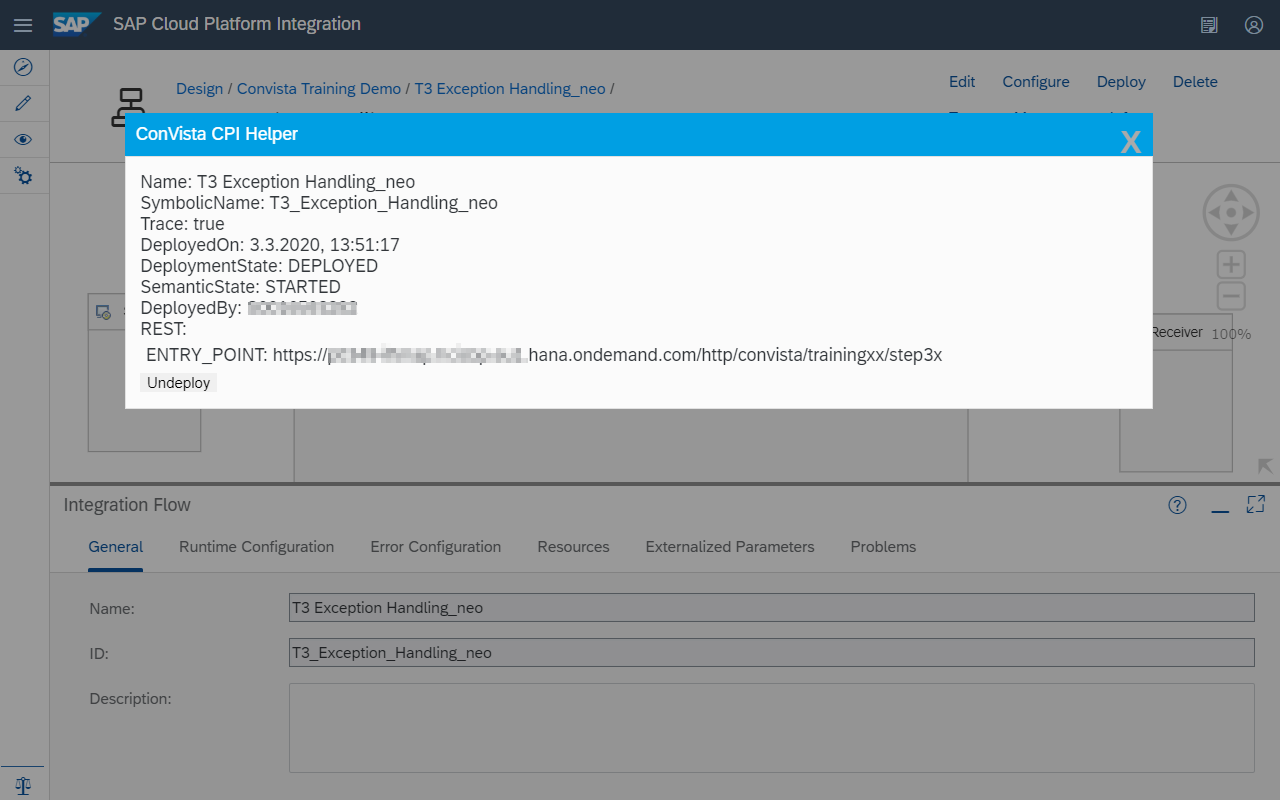 SAP SAP Cloud Platform Integration
Design / Convista Training Demo / T3 Exception Handling_neo /
Edit Configure Deploy Delete
ConVista CPI Helper
X
Name: T3 Exception Handling_neo
SymbolicName: T3_Exception_Handling_neo
Trace: true
DeployedOn: 3.3.2020, 13:51:17
DeploymentState: DEPLOYED
SemanticState: STARTED
DeployedBy:
REST:
ENTRY_POINT: https:// .hana.ondemand.com/http/convista/trainingxx/step3x
Undeploy
Receiver 100%
Integration Flow
General Runtime Configuration Error Configuration Resources Externalized Parameters Problems
Name: T3 Exception Handling_neo
ID: T3_Exception_Handling_neo
Description: